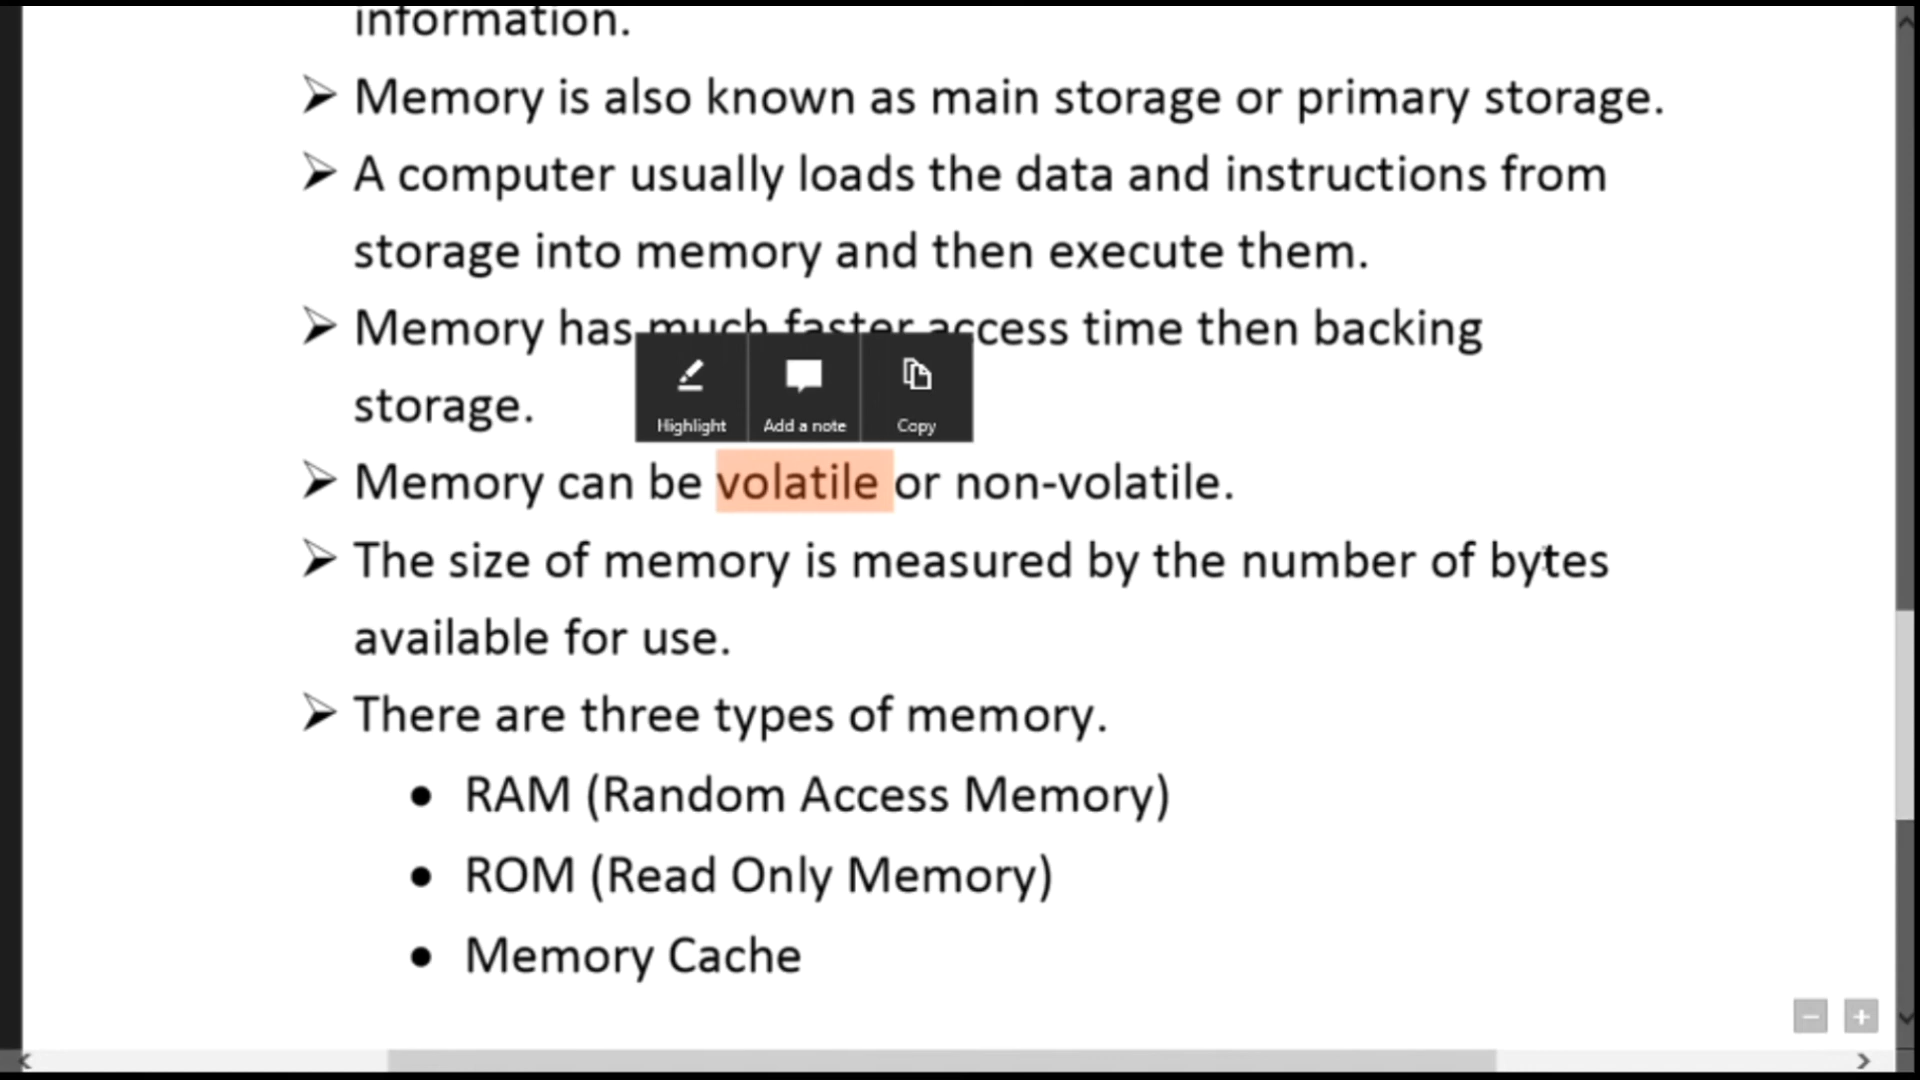 information.
➢ Memory is also known as main storage or primary storage.
➢ A computer usually loads the data and instructions from
storage into memory and then execute them.
➢ Memory has much faster access time then backing
storage.
Highlight Add a note Copy
➢ Memory can be volatile or non-volatile.
➢ The size of memory is measured by the number of bytes
available for use.
➢ There are three types of memory.
• RAM (Random Access Memory)
• ROM (Read Only Memory)
• Memory Cache